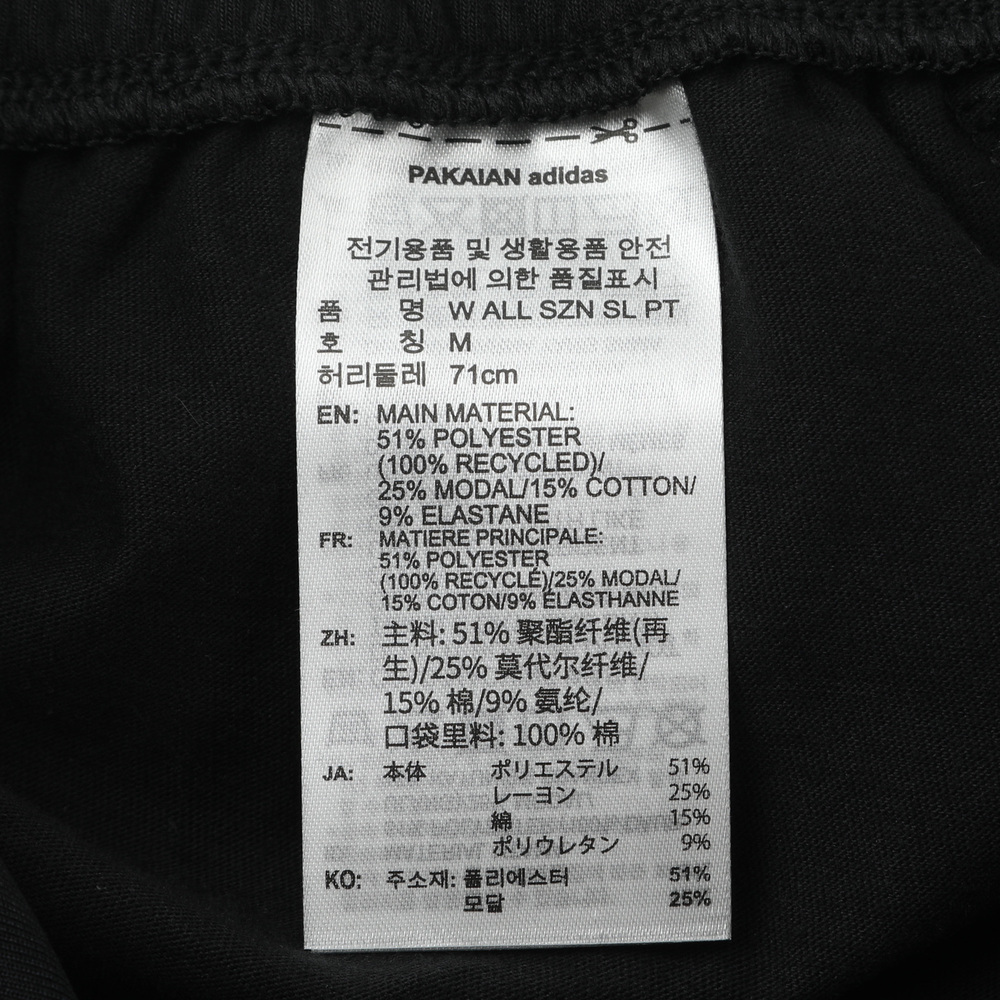 PAKAIAN adidas
전기용품 및 생활용품 안전
관리법에 의한 품질표시
품 명 W ALL SZN SL PT
호 칭 M
허리둘레 71cm
EN: MAIN MATERIAL:
51% POLYESTER
(100% RECYCLED)/
25% MODAL/15% COTTON/
9% ELASTANE
FR: MATIERE PRINCIPALE:
51% POLYESTER
(100% RECYCLÉ)/25% MODAL/
15% COTON/9% ÉLASTHANNE
ZH: 主料: 51% 聚酯纤维(再
生)/25% 莫代尔纤维/
15% 棉/9% 氨纶/
口袋里料: 100% 棉
JA: 本体 ポリエステル 51%
レーヨン 25%
綿 15%
ポリウレタン 9%
KO: 주소재: 폴리에스터 51%
모달 25%